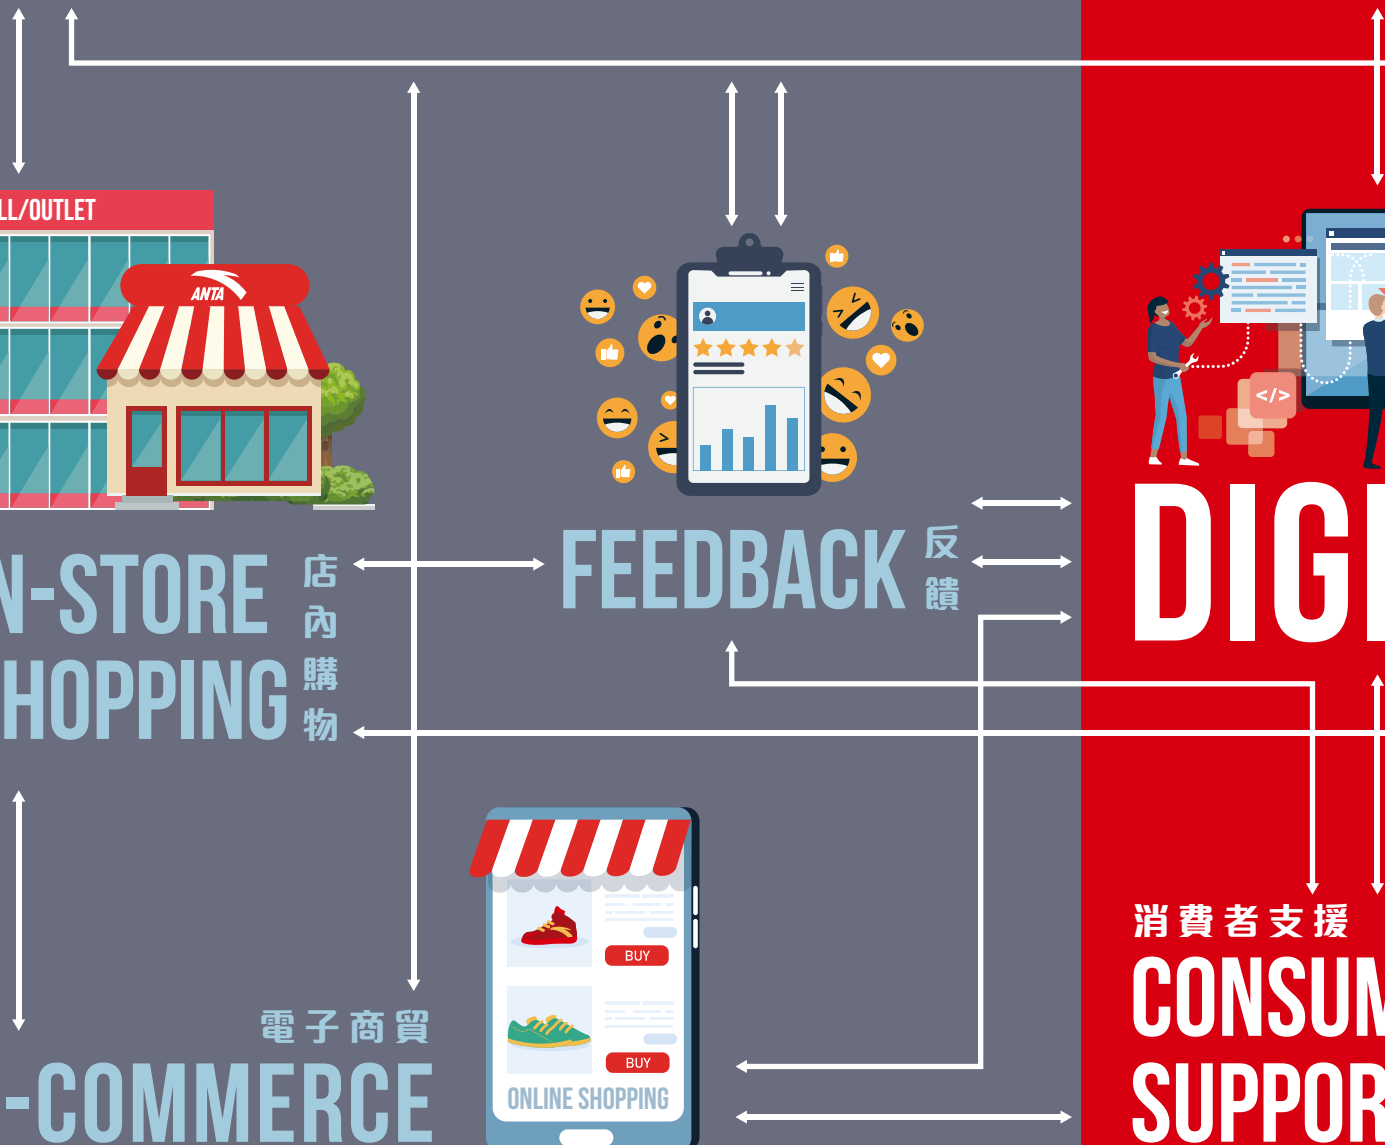 LL/OUTLET
ANTA
</>
N-STORE
HOPPING
店內購物
FEEDBACK
反饋
DIGI
BUY
BUY
ONLINE SHOPPING
電子商貿
-COMMERCE
消費者支援
CONSUM
SUPPOR